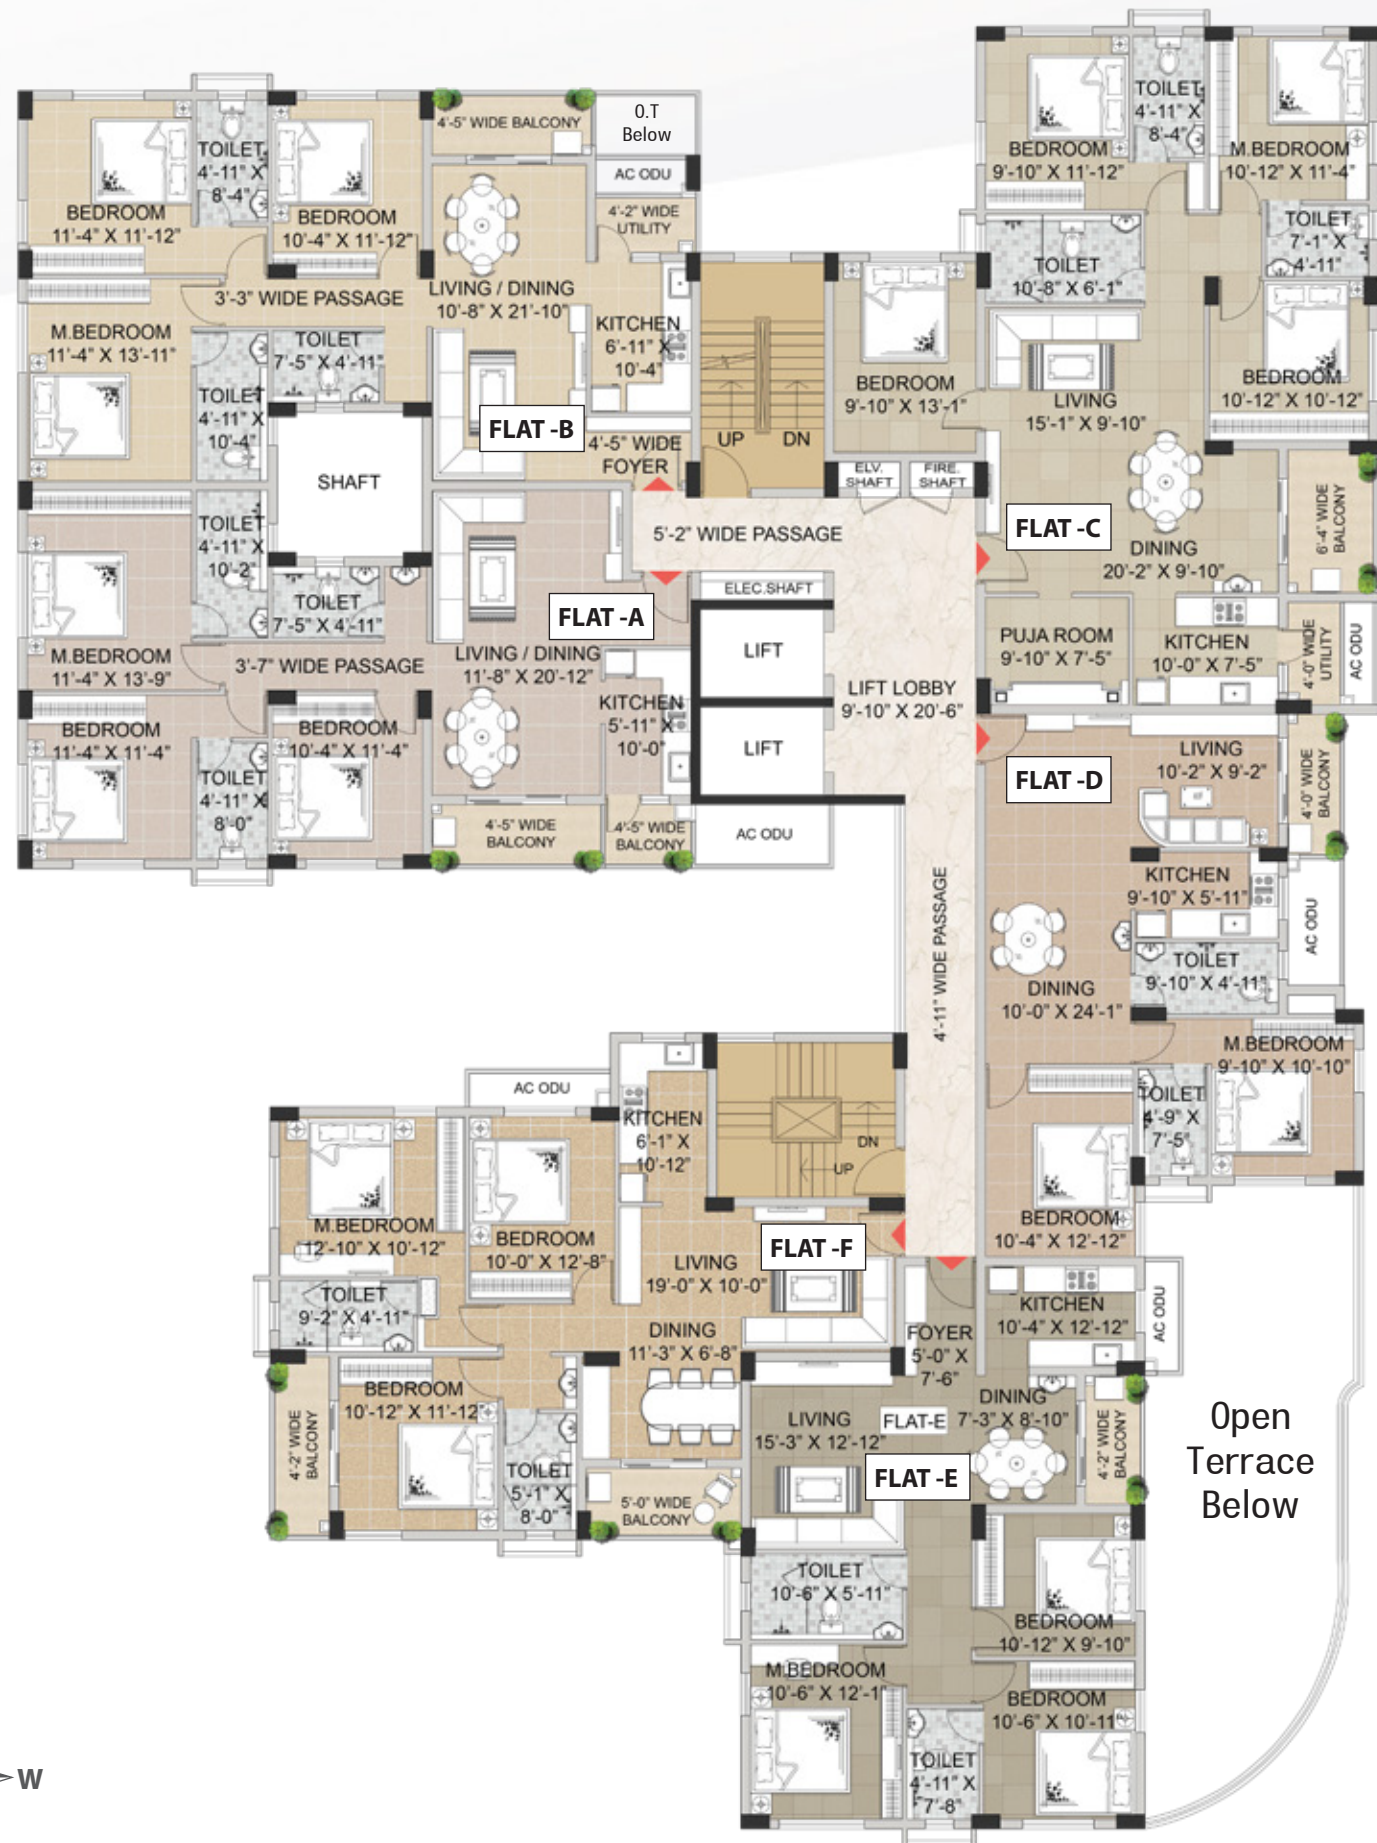 BEDROOM
11'-4" X 11'-12"
TOILET
4'-11" X
8'-4"
BEDROOM
10'-4" X 11'-12"
4'-5" WIDE BALCONY
O.T
Below
AC ODU
4'-2" WIDE
UTILITY
LIVING / DINING
10'-8" X 21'-10"
KITCHEN
6'-11" X
10'-4"
3'-3" WIDE PASSAGE
M.BEDROOM
11'-4" X 13'-11"
TOILET
7'-5" X 4'-11"
TOILET
4'-11" X
10'-4"
FLAT -B
4'-5" WIDE
FOYER
SHAFT
UP
DN
BEDROOM
9'-10" X 13'-1"
ELV.
SHAFT
FIRE.
SHAFT
BEDROOM
9'-10" X 11'-12"
TOILET
4'-11" X
8'-4"
M.BEDROOM
10'-12" X 11'-4"
TOILET
7'-1" X
4'-11"
TOILET
10'-8" X 6'-1"
LIVING
15'-1" X 9'-10"
BEDROOM
10'-12" X 10'-12"
FLAT -C
DINING
20'-2" X 9'-10"
6'-4" WIDE
BALCONY
PUJA ROOM
9'-10" X 7'-5"
KITCHEN
10'-0" X 7'-5"
4'-0" WIDE
UTILITY
AC ODU
5'-2" WIDE PASSAGE
ELEC.SHAFT
LIFT
LIFT
LIFT LOBBY
9'-10" X 20'-6"
TOILET
4'-11" X
10'-2"
TOILET
7'-5" X 4'-11"
FLAT -A
M.BEDROOM
11'-4" X 13'-9"
3'-7" WIDE PASSAGE
LIVING / DINING
11'-8" X 20'-12"
KITCHEN
5'-11" X
10'-0"
BEDROOM
11'-4" X 11'-4"
TOILET
4'-11" X
8'-0"
BEDROOM
10'-4" X 11'-4"
4'-5" WIDE
BALCONY
4'-5" WIDE
BALCONY
AC ODU
FLAT -D
LIVING
10'-2" X 9'-2"
4'-0" WIDE
BALCONY
KITCHEN
9'-10" X 5'-11"
AC ODU
TOILET
9'-10" X 4'-11"
DINING
10'-0" X 24'-1"
4'-11" WIDE PASSAGE
M.BEDROOM
9'-10" X 10'-10"
TOILET
4'-9" X
7'-5"
BEDROOM
10'-4" X 12'-12"
AC ODU
KITCHEN
6'-1" X
10'-12"
DN
UP
M.BEDROOM
12'-10" X 10'-12"
BEDROOM
10'-0" X 12'-8"
FLAT -F
LIVING
19'-0" X 10'-0"
TOILET
9'-2" X 4'-11"
DINING
11'-3" X 6'-8"
BEDROOM
10'-12" X 11'-12"
4'-2" WIDE
BALCONY
TOILET
5'-1" X
8'-0"
5'-0" WIDE
BALCONY
FOYER
5'-0" X
7'-6"
KITCHEN
10'-4" X 12'-12"
AC ODU
DINING
7'-3" X 8'-10"
LIVING
15'-3" X 12'-12"
FLAT-E
FLAT -E
4'-2" WIDE
BALCONY
Open
Terrace
Below
TOILET
10'-6" X 5'-11"
BEDROOM
10'-12" X 9'-10"
M.BEDROOM
10'-6" X 12'-1"
BEDROOM
10'-6" X 10'-11"
TOILET
4'-11" X
7'-8"
W